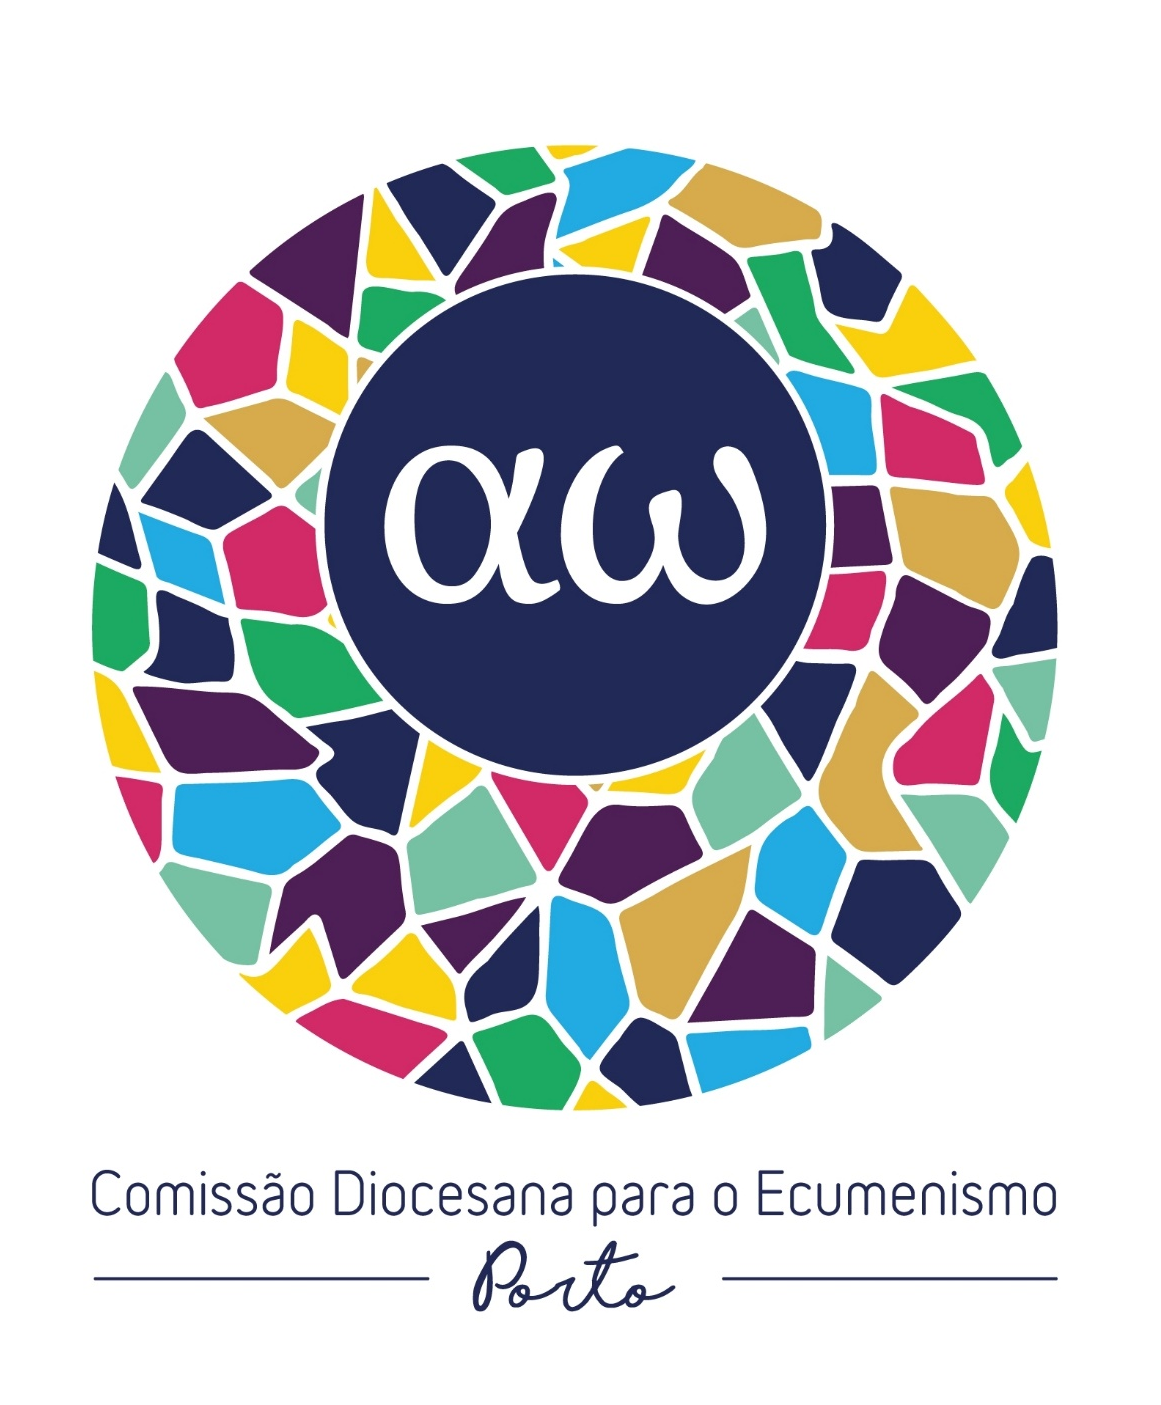 αω
Comissão Diocesana para o Ecumenismo
Porto